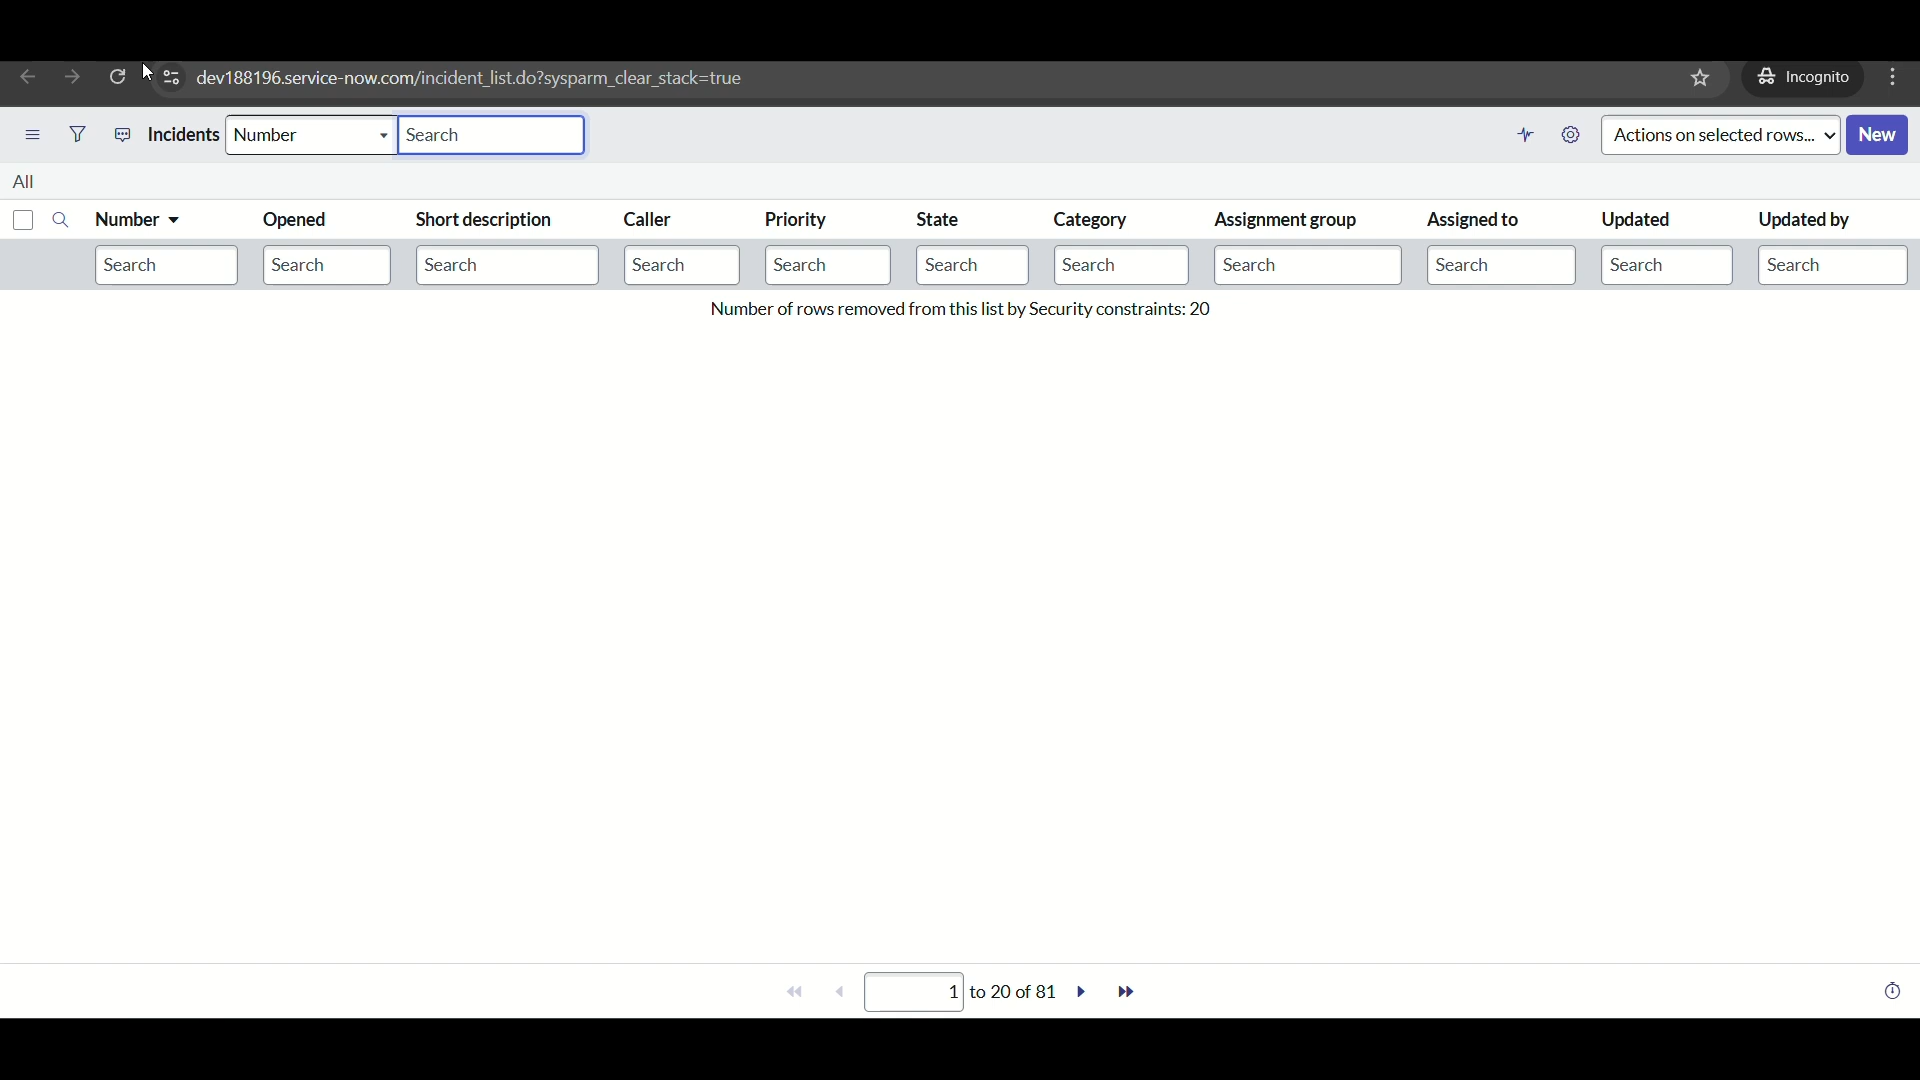 dev188196.service-now.com/incident_list.do?sysparm_clear_stack=true Incognito
Incidents Number Search Actions on selected rows... New
All
Number Opened Short description Caller Priority State Category Assignment group Assigned to Updated Updated by
Search Search Search Search Search Search Search Search Search Search Search
Number of rows removed from this list by Security constraints: 20
1 to 20 of 81